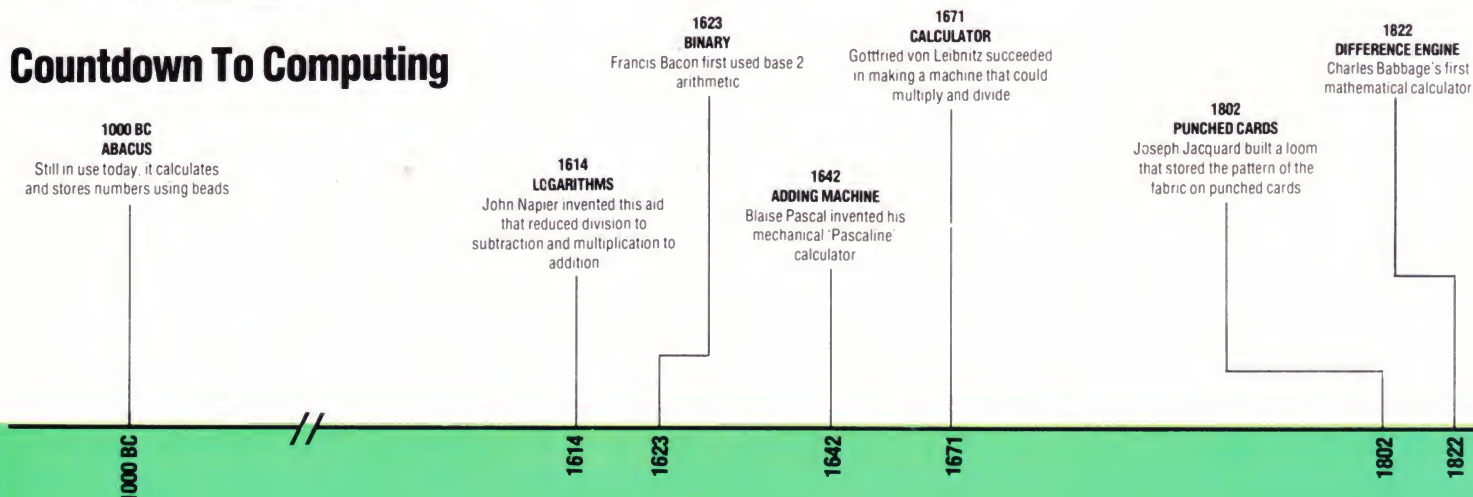 Countdown To Computing
1000 BC
ABACUS
Still in use today, it calculates
and stores numbers using beads
1614
LOGARITHMS
John Napier invented this aid
that reduced division to
subtraction and multiplication to
addition
1623
BINARY
Francis Bacon first used base 2
arithmetic
1642
ADDING MACHINE
Blaise Pascal invented his
mechanical 'Pascaline'
calculator
1671
CALCULATOR
Gottfried von Leibnitz succeeded
in making a machine that could
multiply and divide
1802
PUNCHED CARDS
Joseph Jacquard built a loom
that stored the pattern of the
fabric on punched cards
1822
DIFFERENCE ENGINE
Charles Babbage's first
mathematical calculator
1000 BC
1614
1623
1642
1671
1802
1822